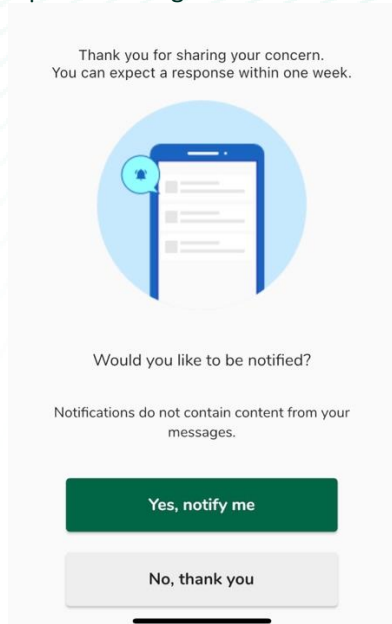 Thank you for sharing your concern.
You can expect a response within one week.
Would you like to be notified?
Notifications do not contain content from your
messages.
Yes, notify me
No, thank you